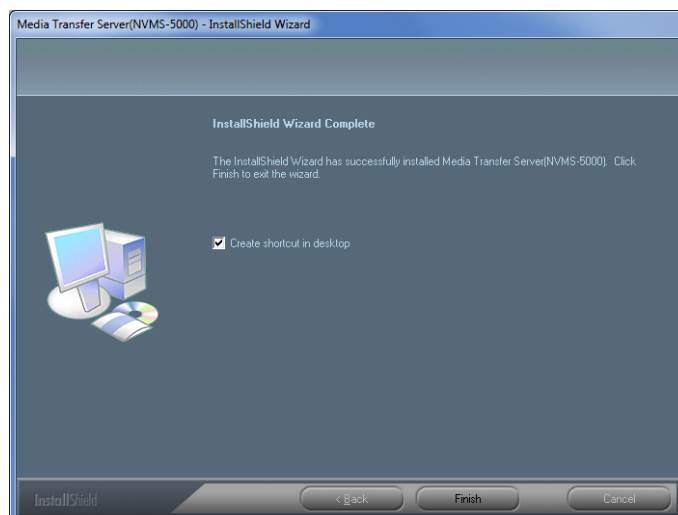 Media Transfer Server(NVMS-5000) - InstallShield Wizard
InstallShield Wizard Complete
The InstallShield Wizard has successfully installed Media Transfer Server(NVMS-5000). Click
Finish to exit the wizard.
Create shortcut in desktop
InstallShield
< Back
Finish
Cancel